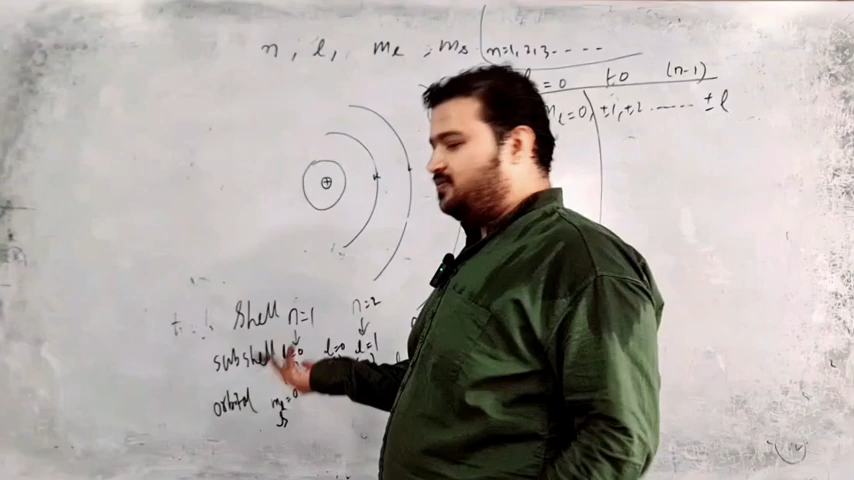 n, l, mₗ, mₛ
n=1,2,3-----
l=0 to (n-1)
mₗ=0, ±1, ±2 ------ ±l
+
Shell n=1 n=2
subshell l=0 l=0 l=1
orbital mₗ=0